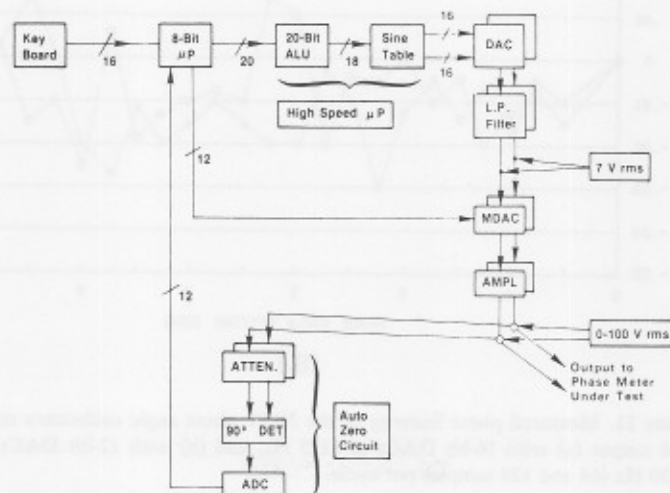 Key Board
16
8-Bit µP
20
20-Bit ALU
18
Sine Table
16
16
DAC
High Speed µP
L.P. Filter
7 V rms
12
MDAC
AMPL
12
0-100 V rms
Output to
Phase Meter
Under Test
ATTEN.
90° DET
ADC
Auto
Zero
Circuit